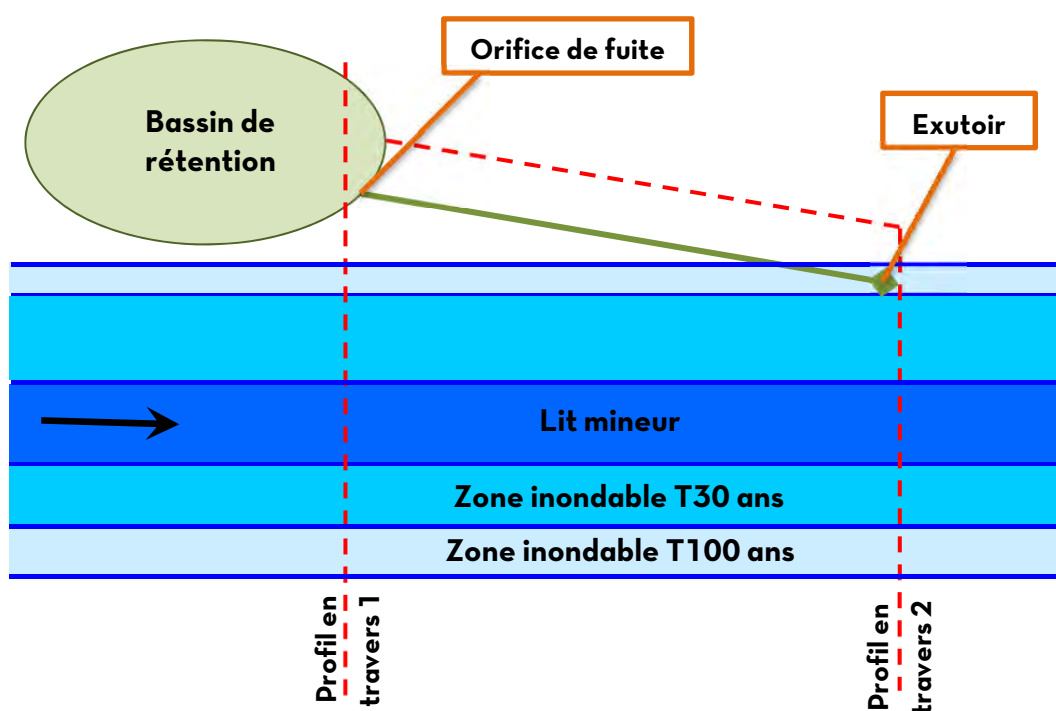 Orifice de fuite
Bassin de
rétention
Exutoir
Lit mineur
Zone inondable T30 ans
Zone inondable T100 ans
Profil en
travers 1
Profil en
travers 2